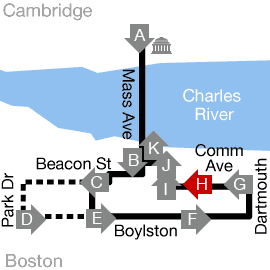 Cambridge
A
Mass Ave
Charles
River
K
Beacon St
B
J
Comm
Ave
C
I
H
G
Park Dr
Dartmouth
D
E
F
Boylston
Boston